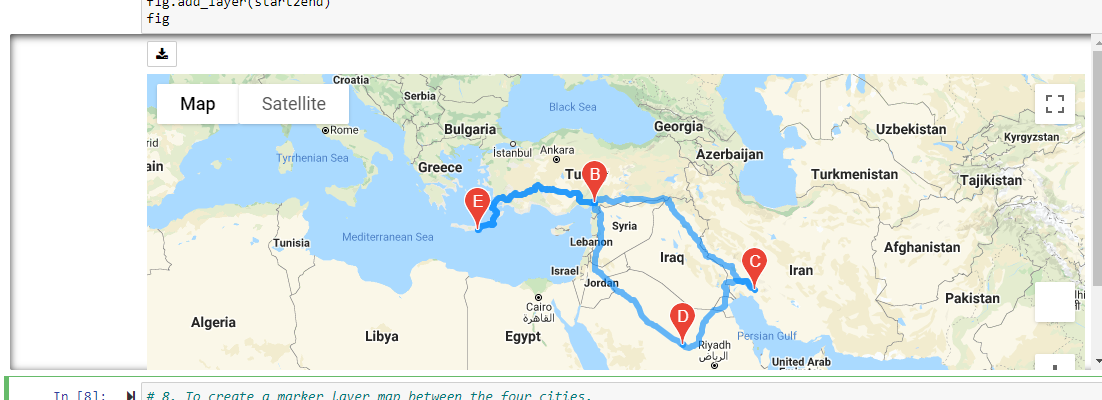 fig.add_layer(start2end)
fig
Map
Satellite
Croatia
Serbia
Black Sea
Bulgaria
Georgia
Uzbekistan
Kyrgyzstan
Rome
İstanbul
Ankara
Azerbaijan
rid
ain
Tyrrhenian Sea
Greece
Tu
B
Turkmenistan
Tajikistan
E
Mediterranean Sea
Tunisia
Lebanon
Syria
Iraq
C
Iran
Afghanistan
Israel
Jordan
Pakistan
Cairo
القاهرة
D
Algeria
Libya
Egypt
Riyadh
الرياض
Persian Gulf
United Arab
In [8]:
# 8. To create a marker layer map between the four cities.